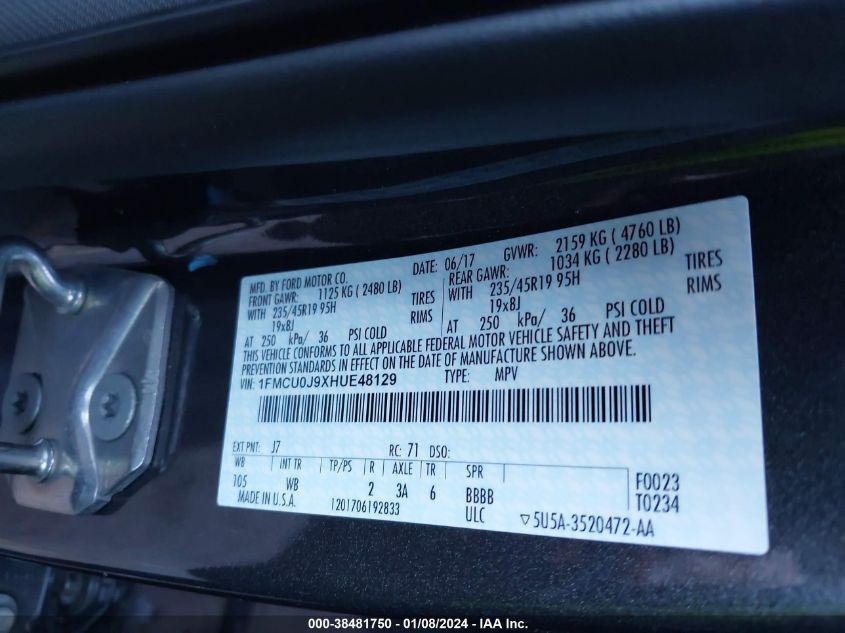 MFD. BY FORD MOTOR CO. DATE: 06/17 GVWR: 2159 KG ( 4760 LB)
FRONT GAWR: 1125 KG ( 2480 LB) REAR GAWR: 1034 KG ( 2280 LB)
WITH 235/45R19 95H TIRES WITH 235/45R19 95H TIRES
19x8J RIMS 19x8J RIMS
AT 250 kPa/ 36 PSI COLD AT 250 kPa/ 36 PSI COLD
THIS VEHICLE CONFORMS TO ALL APPLICABLE FEDERAL MOTOR VEHICLE SAFETY AND THEFT
PREVENTION STANDARDS IN EFFECT ON THE DATE OF MANUFACTURE SHOWN ABOVE.
VIN: 1FMCU0J9XHUE48129 TYPE: MPV
EXT PNT: J7 RC: 71 DSO:
WB INT TR TP/PS R AXLE TR SPR F0023
105 WB 2 3A 6 BBBB T0234
MADE IN U.S.A. 1201706192833 ULC ▽5U5A-3520472-AA
000-38481750 - 01/08/2024 - IAA Inc.